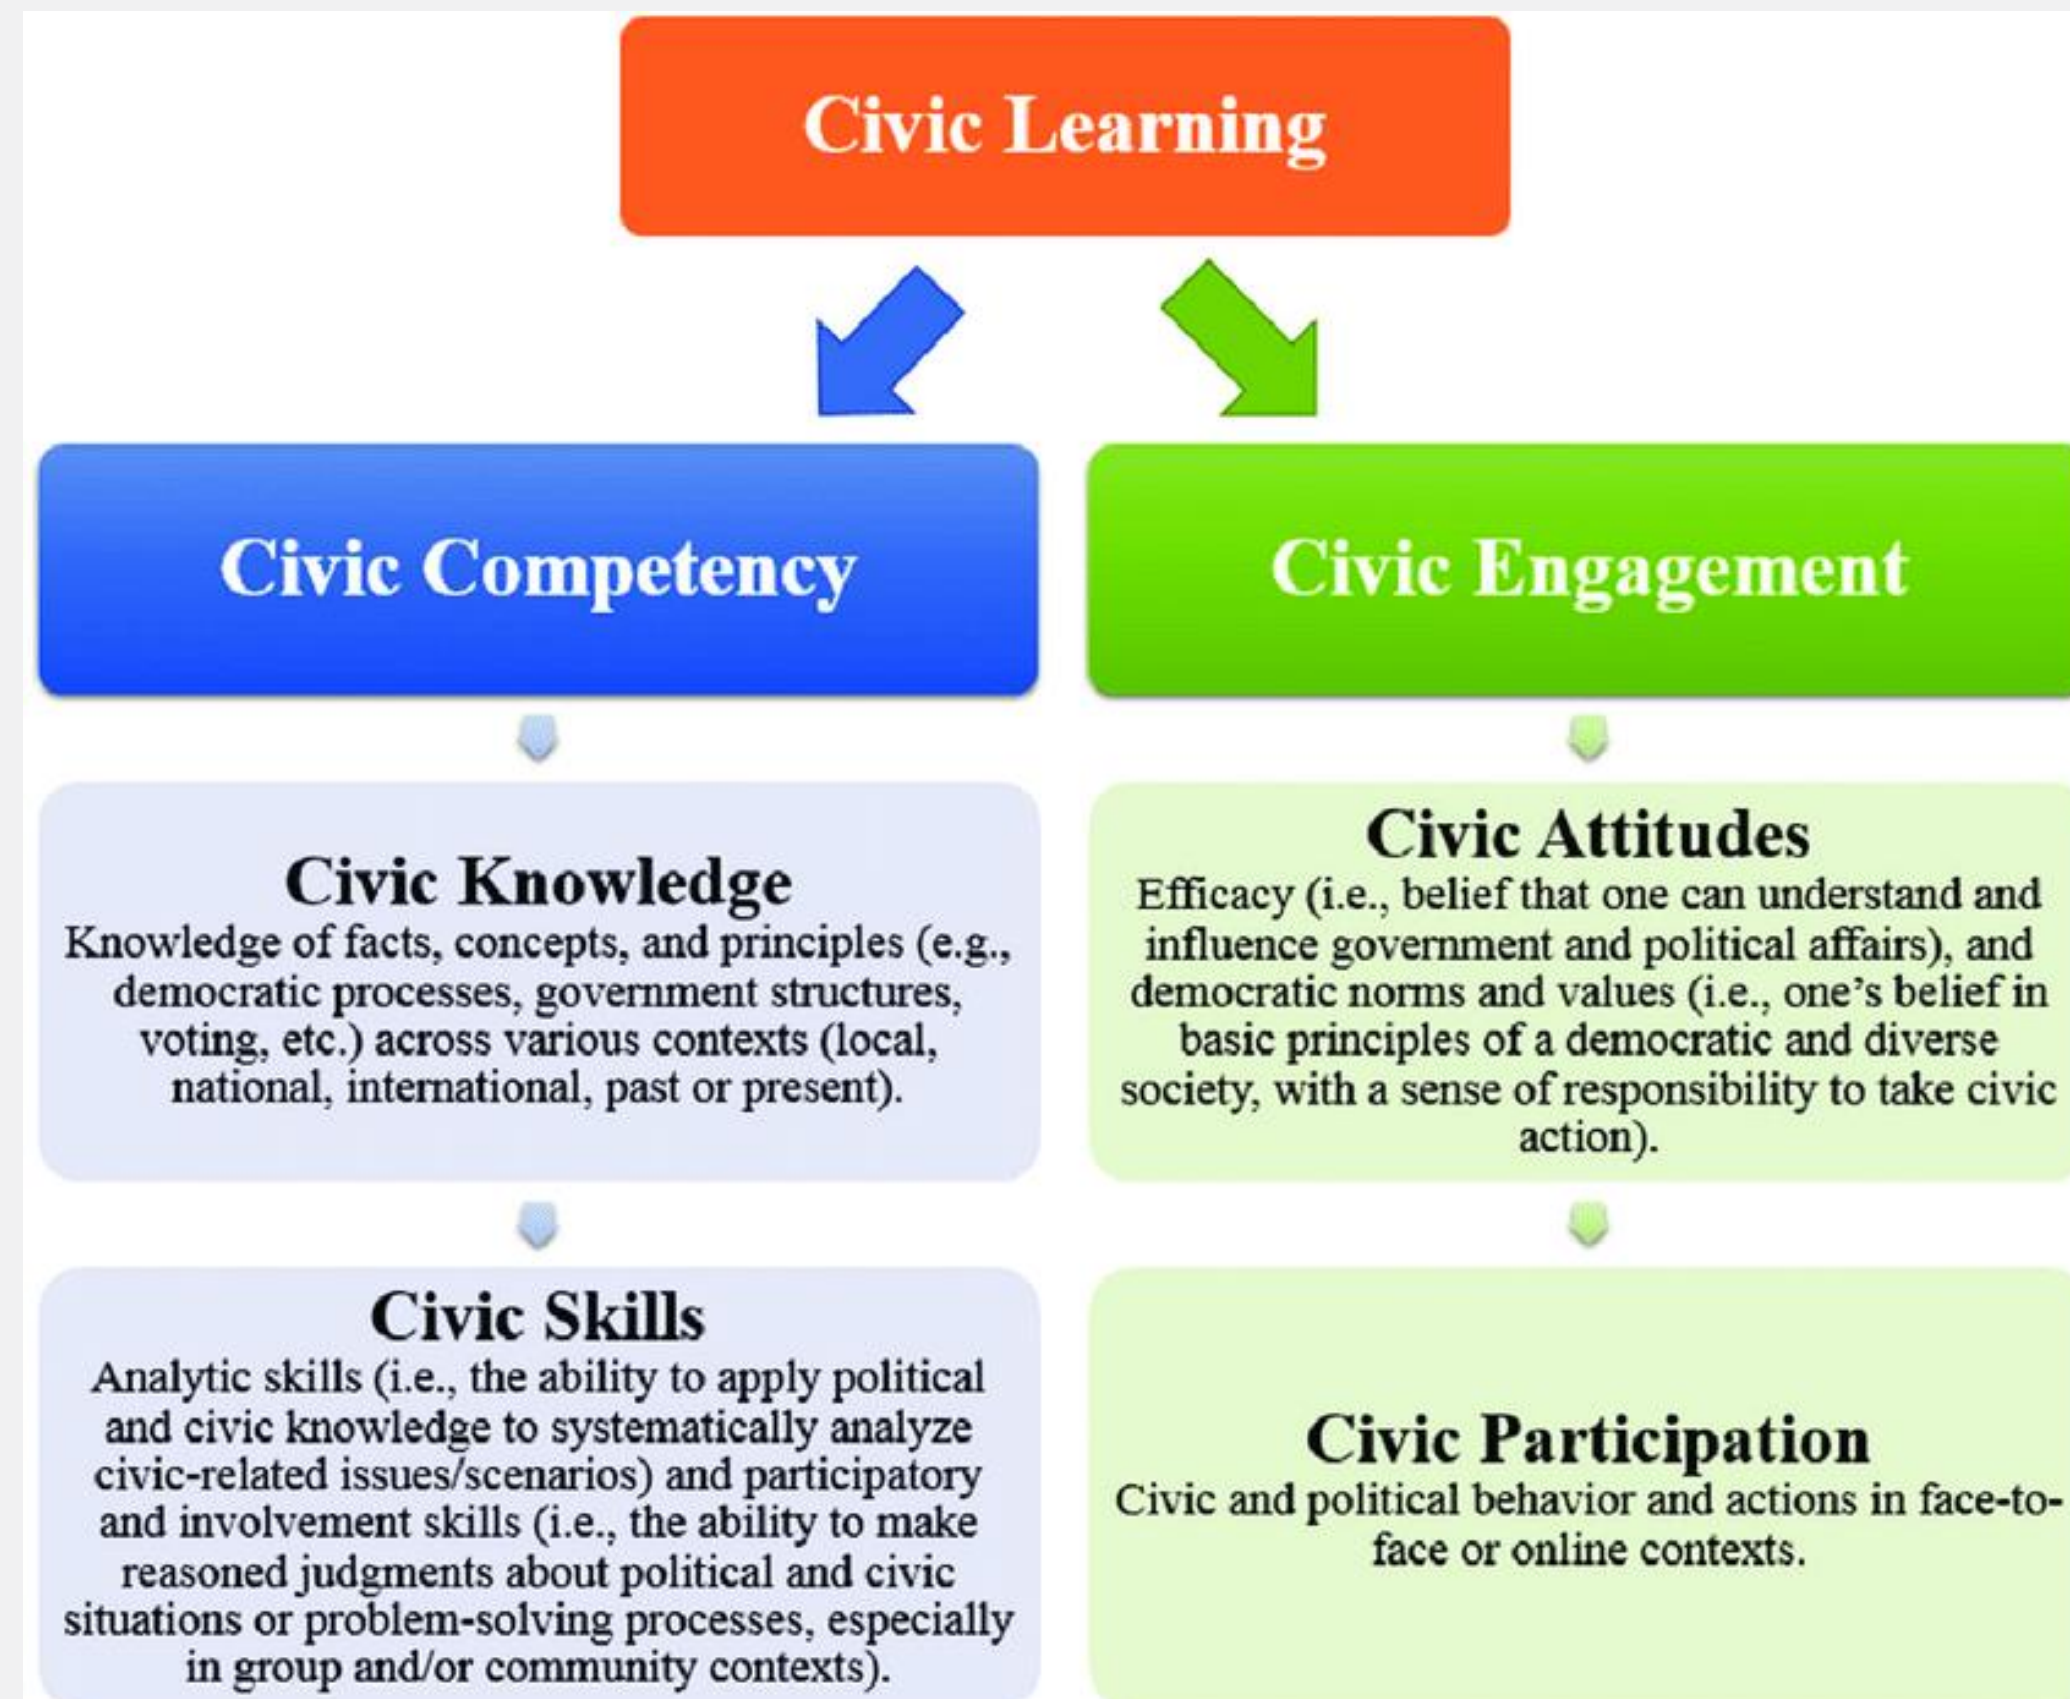 Civic Learning
Civic Competency
Civic Knowledge
Knowledge of facts, concepts, and principles (e.g.,
democratic processes, government structures,
voting, etc.) across various contexts (local,
national, international, past or present).
Civic Skills
Analytic skills (i.e., the ability to apply political
and civic knowledge to systematically analyze
civic-related issues/scenarios) and participatory
and involvement skills (i.e., the ability to make
reasoned judgments about political and civic
situations or problem-solving processes, especially
in group and/or community contexts).
Civic Engagement
Civic Attitudes
Efficacy (i.e., belief that one can understand and
influence government and political affairs), and
democratic norms and values (i.e., one's belief in
basic principles of a democratic and diverse
society, with a sense of responsibility to take civic
action).
Civic Participation
Civic and political behavior and actions in face-to-
face or online contexts.